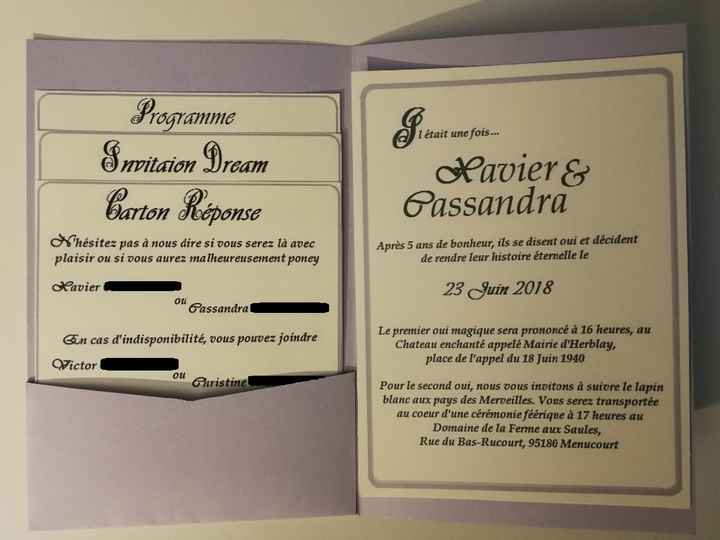 Programme
Invitaion Dream
Carton Réponse
N'hésitez pas à nous dire si vous serez là avec
plaisir ou si vous aurez malheureusement poney
Xavier
ou
Cassandra
En cas d'indisponibilité, vous pouvez joindre
Victor
ou
Christine
Il était une fois...
Xavier &
Cassandra
Après 5 ans de bonheur, ils se disent oui et décident
de rendre leur histoire éternelle le
23 Juin 2018
Le premier oui magique sera prononcé à 16 heures, au
Chateau enchanté appelé Mairie d'Herblay,
place de l'appel du 18 Juin 1940
Pour le second oui, nous vous invitons à suivre le lapin
blanc aux pays des Merveilles. Vous serez transportée
au coeur d'une cérémonie féérique à 17 heures au
Domaine de la Ferme aux Saules,
Rue du Bas-Rucourt, 95180 Menucourt